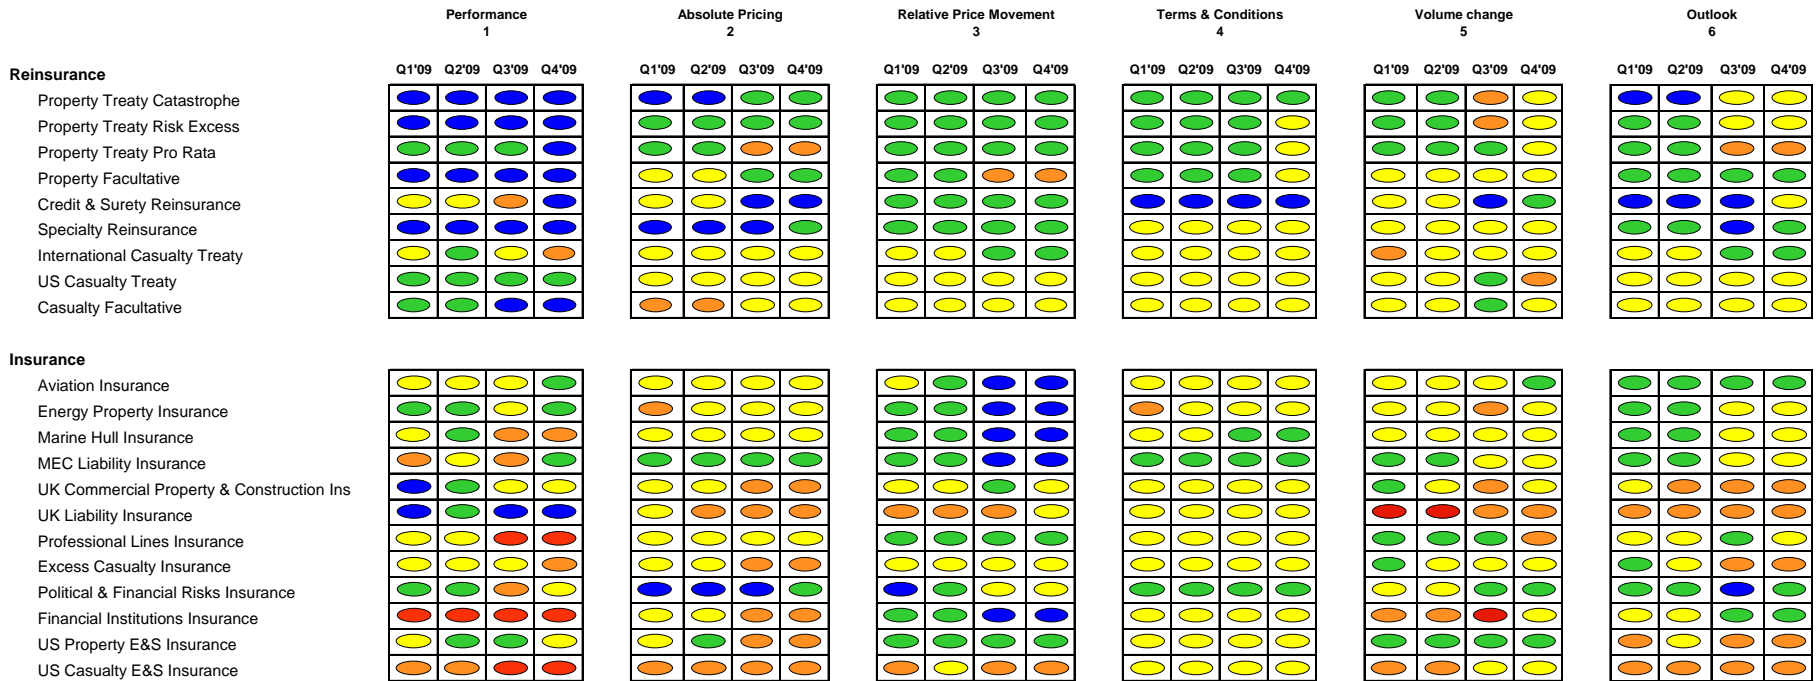 Performance Absolute Pricing Relative Price Movement Terms & Conditions Volume change Outlook
1 2 3 4 5 6
Reinsurance Q1'09 Q2'09 Q3'09 Q4'09 Q1'09 Q2'09 Q3'09 Q4'09 Q1'09 Q2'09 Q3'09 Q4'09 Q1'09 Q2'09 Q3'09 Q4'09 Q1'09 Q2'09 Q3'09 Q4'09 Q1'09 Q2'09 Q3'09 Q4'09
Property Treaty Catastrophe
Property Treaty Risk Excess
Property Treaty Pro Rata
Property Facultative
Credit & Surety Reinsurance
Specialty Reinsurance
International Casualty Treaty
US Casualty Treaty
Casualty Facultative
Insurance
Aviation Insurance
Energy Property Insurance
Marine Hull Insurance
MEC Liability Insurance
UK Commercial Property & Construction Ins
UK Liability Insurance
Professional Lines Insurance
Excess Casualty Insurance
Political & Financial Risks Insurance
Financial Institutions Insurance
US Property E&S Insurance
US Casualty E&S Insurance